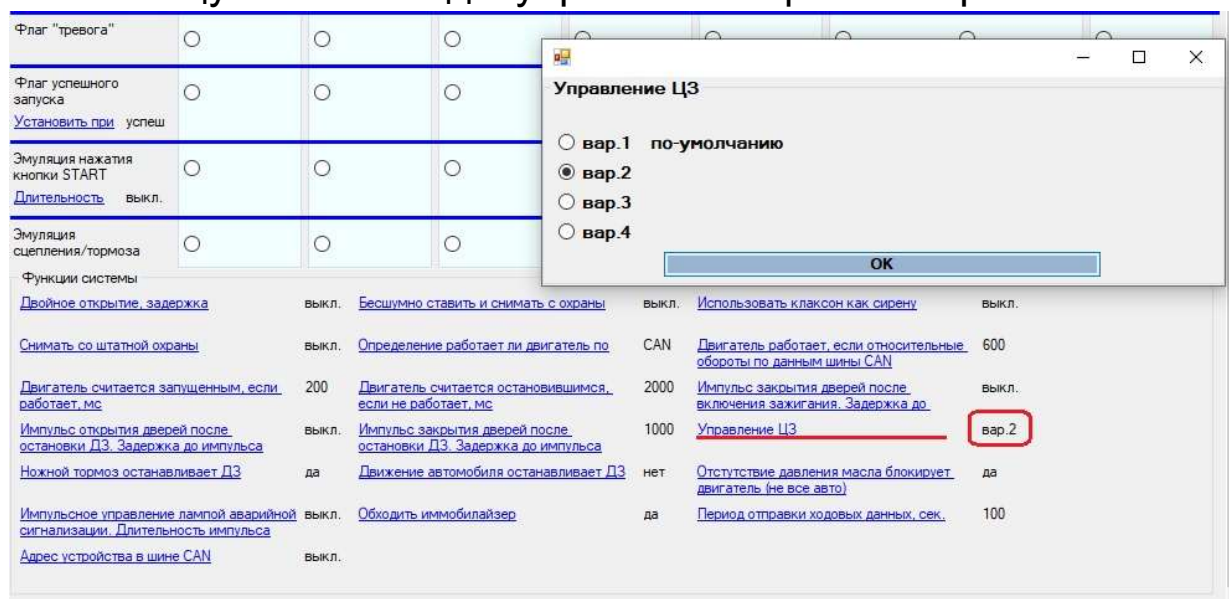 Флаг "тревога"
Флаг успешного
запуска
Установить при успеш
Эмуляция нажатия
кнопки START
Длительность выкл.
Эмуляция
сцепления/тормоза
Управление ЦЗ
вар.1 по-умолчанию
вар.2
вар.3
вар.4
OK
Функции системы
Двойное открытие, задержка выкл. Бесшумно ставить и снимать с охраны выкл. Использовать клаксон как сирену выкл.
Снимать со штатной охраны выкл. Определение работает ли двигатель по CAN Двигатель работает, если относительные 600
обороты по данным шины CAN
Двигатель считается запущенным, если 200 Двигатель считается остановившимся, 2000 Импульс закрытия дверей после выкл.
работает, мс если не работает, мс включения зажигания. Задержка до
Импульс открытия дверей после выкл. Импульс закрытия дверей после 1000 Управление ЦЗ вар.2
остановки ДЗ. Задержка до импульса остановки ДЗ. Задержка до импульса
Ножной тормоз останавливает ДЗ да Движение автомобиля останавливает ДЗ нет Отстутствие давления масла блокирует да
двигатель (не все авто)
Импульсное управление лампой аварийной выкл. Обходить иммобилайзер да Период отправки ходовых данных, сек. 100
сигнализации. Длительность импульса
Адрес устройства в шине CAN выкл.